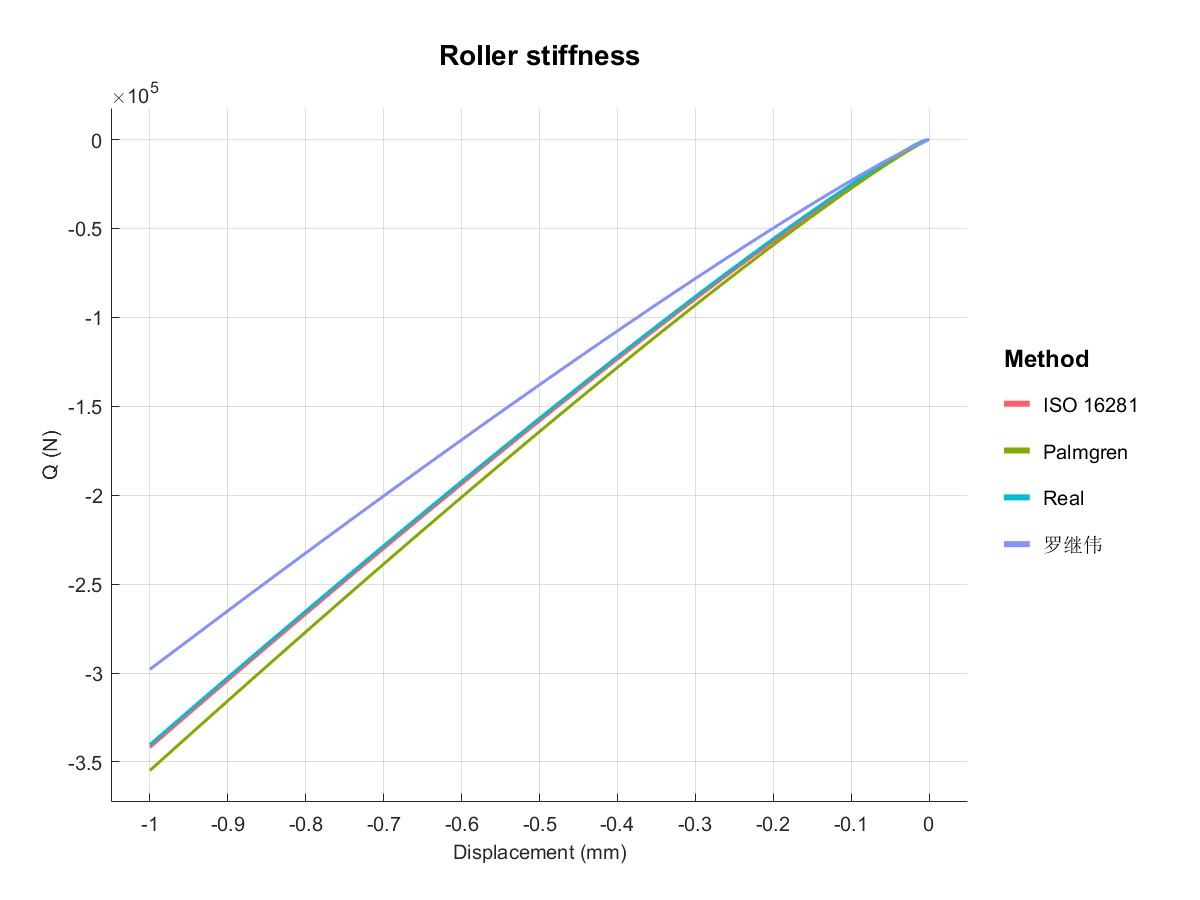 Roller stiffness
×10⁵
0
-0.5
-1
-1.5
-2
-2.5
-3
-3.5
Q (N)
-1 -0.9 -0.8 -0.7 -0.6 -0.5 -0.4 -0.3 -0.2 -0.1 0
Displacement (mm)
Method
ISO 16281
Palmgren
Real
罗继伟